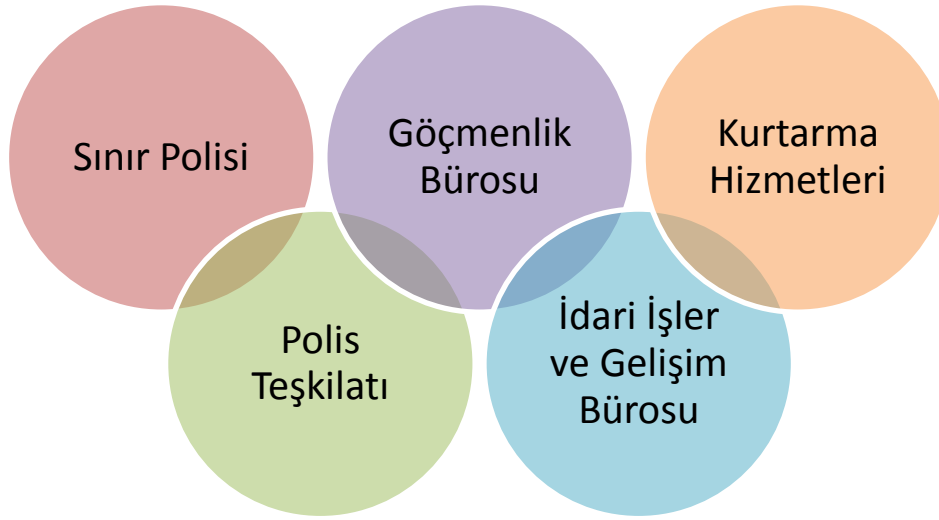 Sınır Polisi
Göçmenlik
Bürosu
Kurtarma
Hizmetleri
Polis
Teşkilatı
İdari İşler
ve Gelişim
Bürosu